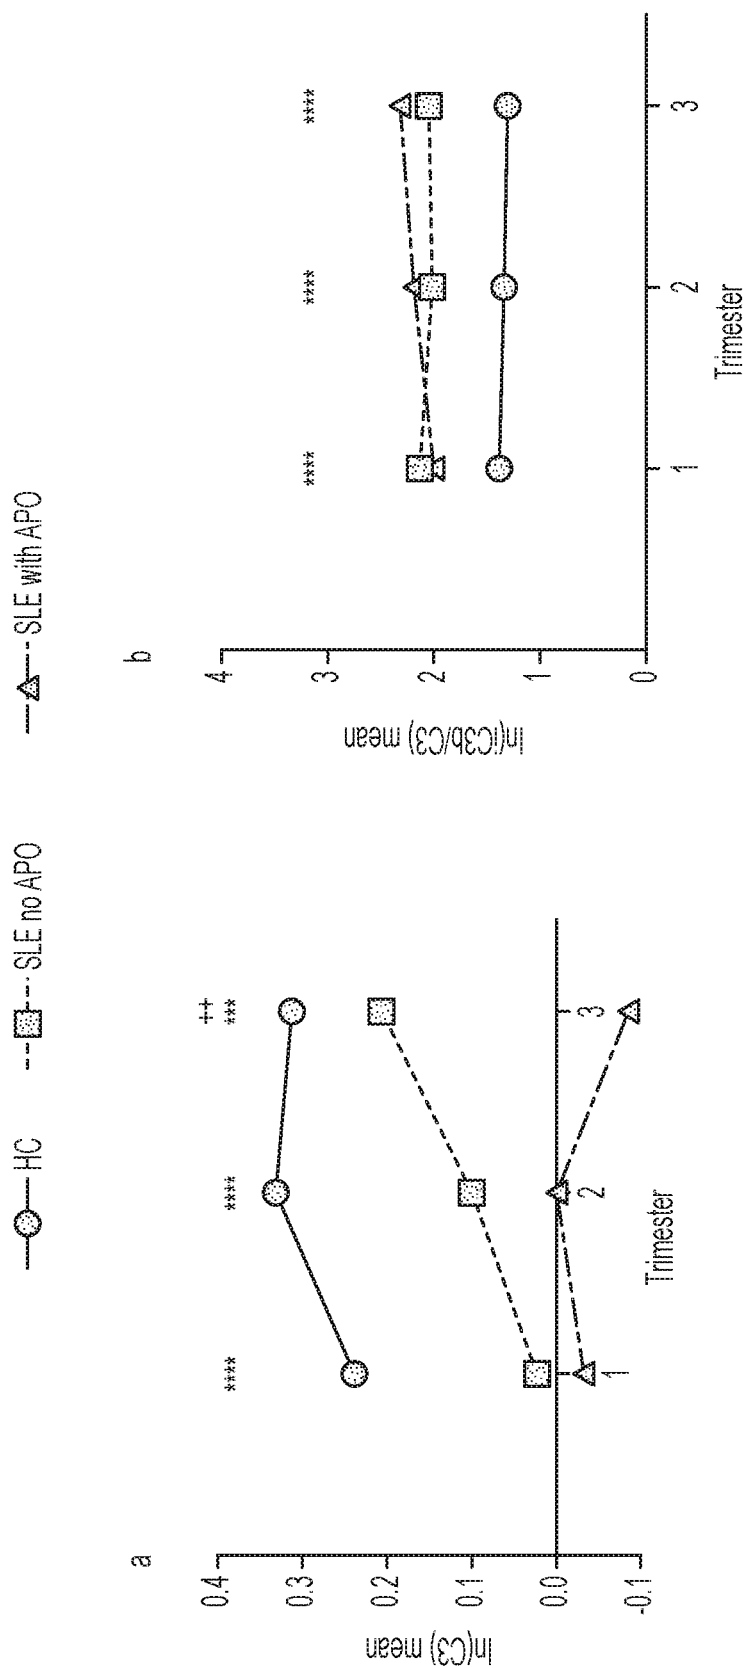 HC
SLE no APO
SLE with APO
a
ln(C3) mean
0.4
0.3
0.2
0.1
0.0
-0.1
****
****
++
***
1
2
3
Trimester
b
ln(iC3b/C3) mean
3
2
1
0
****
****
****
1
2
3
Trimester